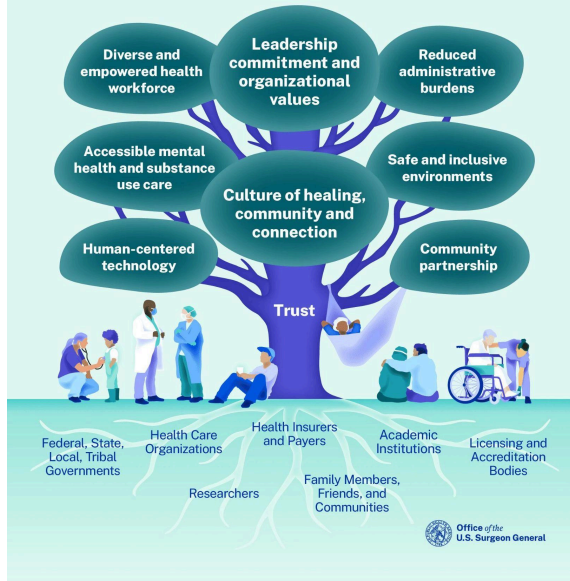 Diverse and
empowered health
workforce
Leadership
commitment and
organizational
values
Reduced
administrative
burdens
Accessible mental
health and substance
use care
Culture of healing,
community and
connection
Safe and inclusive
environments
Human-centered
technology
Community
partnership
Trust
Federal, State,
Local, Tribal
Governments
Health Care
Organizations
Health Insurers
and Payers
Academic
Institutions
Licensing and
Accreditation
Bodies
Researchers
Family Members,
Friends, and
Communities
Office of the
U.S. Surgeon General